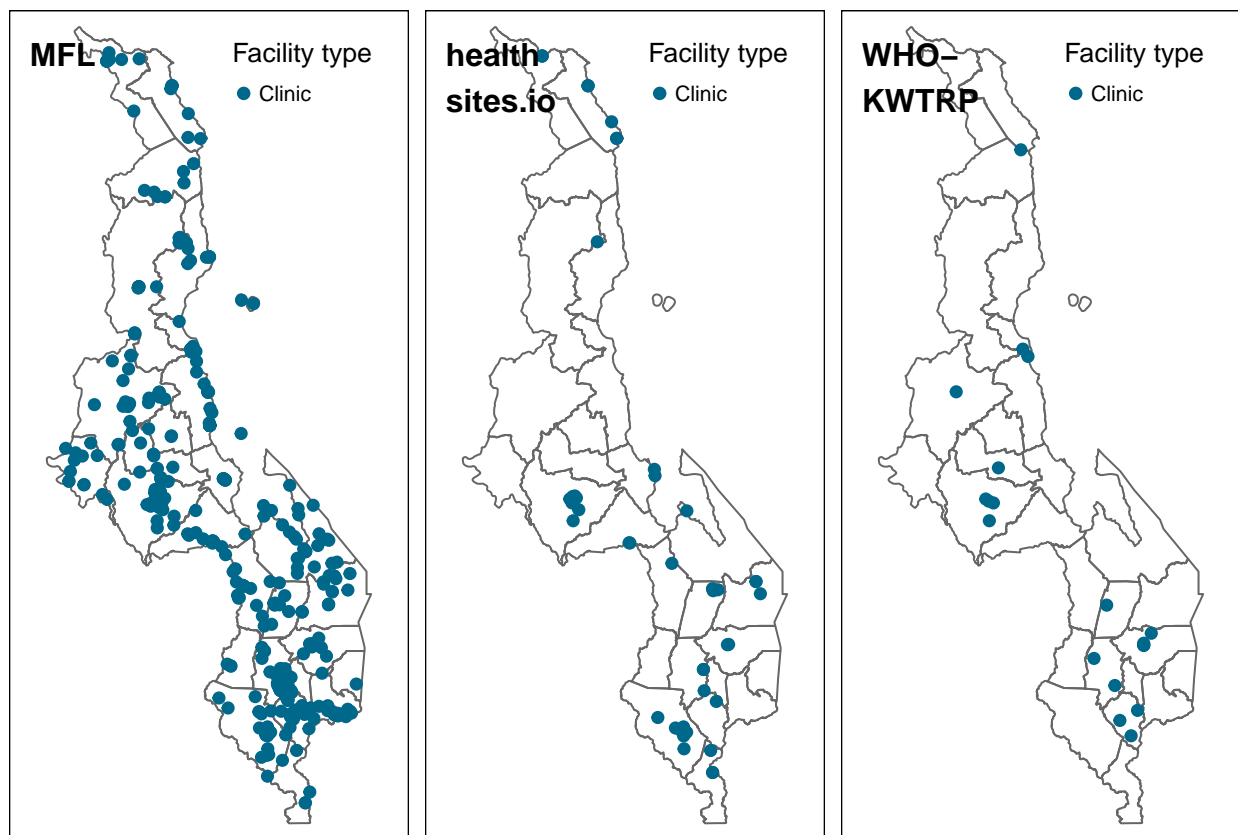 MFL
Facility type
Clinic
health
sites.io
Facility type
Clinic
WHO–
KWTRP
Facility type
Clinic